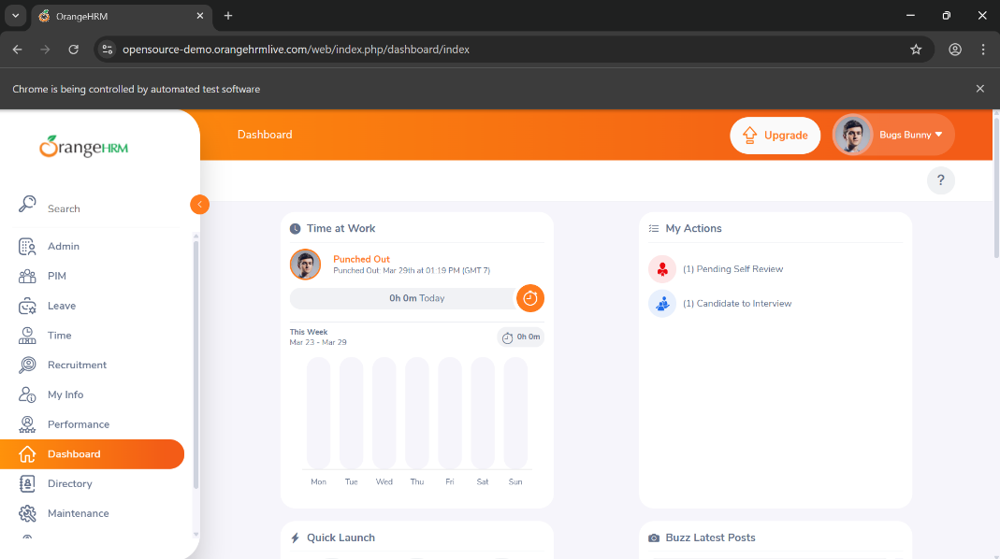 OrangeHRM
opensource-demo.orangehrmlive.com/web/index.php/dashboard/index
Chrome is being controlled by automated test software
OrangeHRM
Dashboard
Upgrade
Bugs Bunny
?
Search
Admin
PIM
Leave
Time
Recruitment
My Info
Performance
Dashboard
Directory
Maintenance
Time at Work
Punched Out
Punched Out: Mar 29th at 01:19 PM (GMT 7)
0h 0m Today
This Week
Mar 23 - Mar 29
0h 0m
Mon Tue Wed Thu Fri Sat Sun
My Actions
(1) Pending Self Review
(1) Candidate to Interview
Quick Launch
Buzz Latest Posts